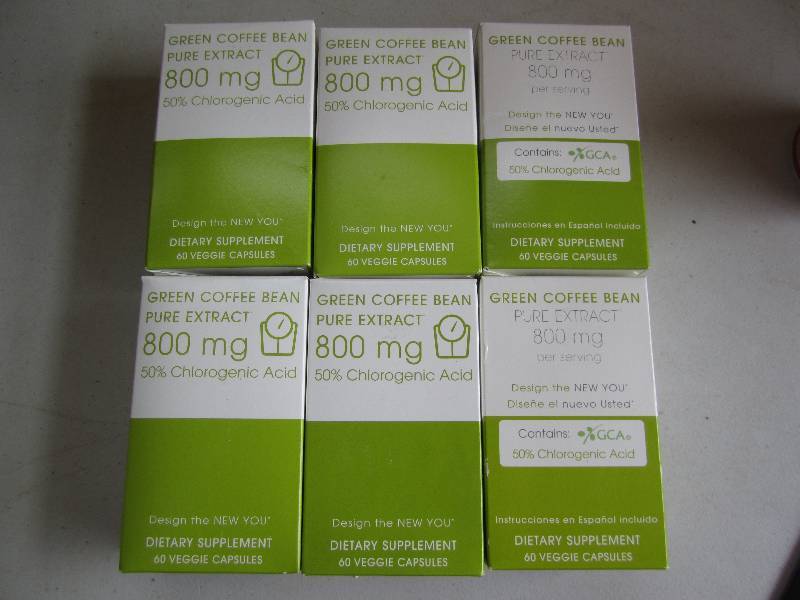 GREEN COFFEE BEAN
PURE EXTRACT
800 mg
50% Chlorogenic Acid
Design the NEW YOU*
DIETARY SUPPLEMENT
60 VEGGIE CAPSULES
GREEN COFFEE BEAN
PURE EXTRACT
800 mg
50% Chlorogenic Acid
Design the NEW YOU*
DIETARY SUPPLEMENT
60 VEGGIE CAPSULES
GREEN COFFEE BEAN
PURE EXTRACT
800 mg
per serving
Design the NEW YOU*
Diseñe el nuevo Usted*
Contains: GCA®
50% Chlorogenic Acid
Instrucciones en Español incluido
DIETARY SUPPLEMENT
60 VEGGIE CAPSULES
GREEN COFFEE BEAN
PURE EXTRACT
800 mg
50% Chlorogenic Acid
Design the NEW YOU*
DIETARY SUPPLEMENT
60 VEGGIE CAPSULES
GREEN COFFEE BEAN
PURE EXTRACT
800 mg
50% Chlorogenic Acid
Design the NEW YOU*
DIETARY SUPPLEMENT
60 VEGGIE CAPSULES
GREEN COFFEE BEAN
PURE EXTRACT
800 mg
per serving
Design the NEW YOU*
Diseñe el nuevo Usted*
Contains: GCA®
50% Chlorogenic Acid
Instrucciones en Español incluido
DIETARY SUPPLEMENT
60 VEGGIE CAPSULES